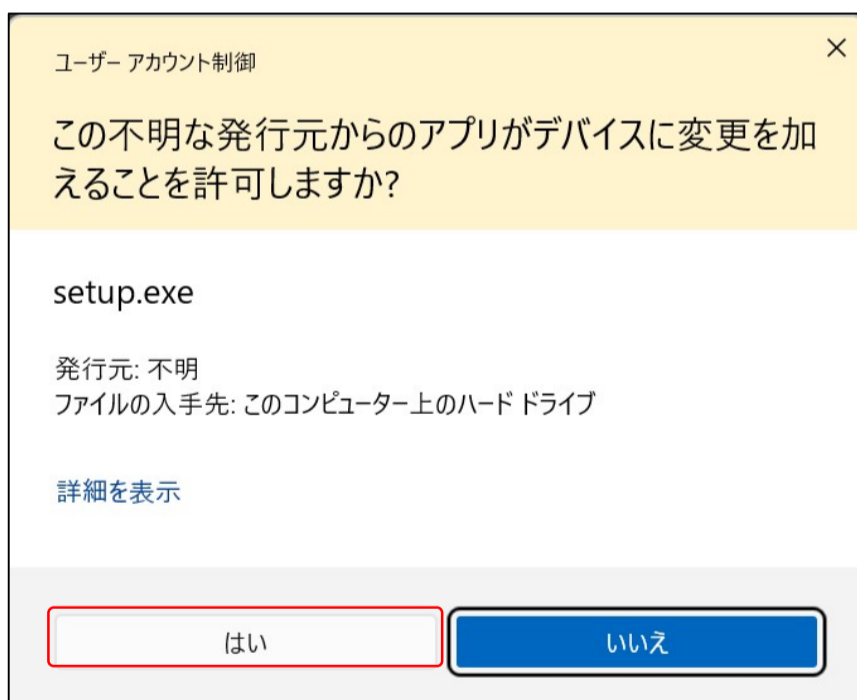 ユーザー アカウント制御
この不明な発行元からのアプリがデバイスに変更を加
えることを許可しますか?
setup.exe
発行元: 不明
ファイルの入手先: このコンピューター上のハード ドライブ
詳細を表示
はい
いいえ